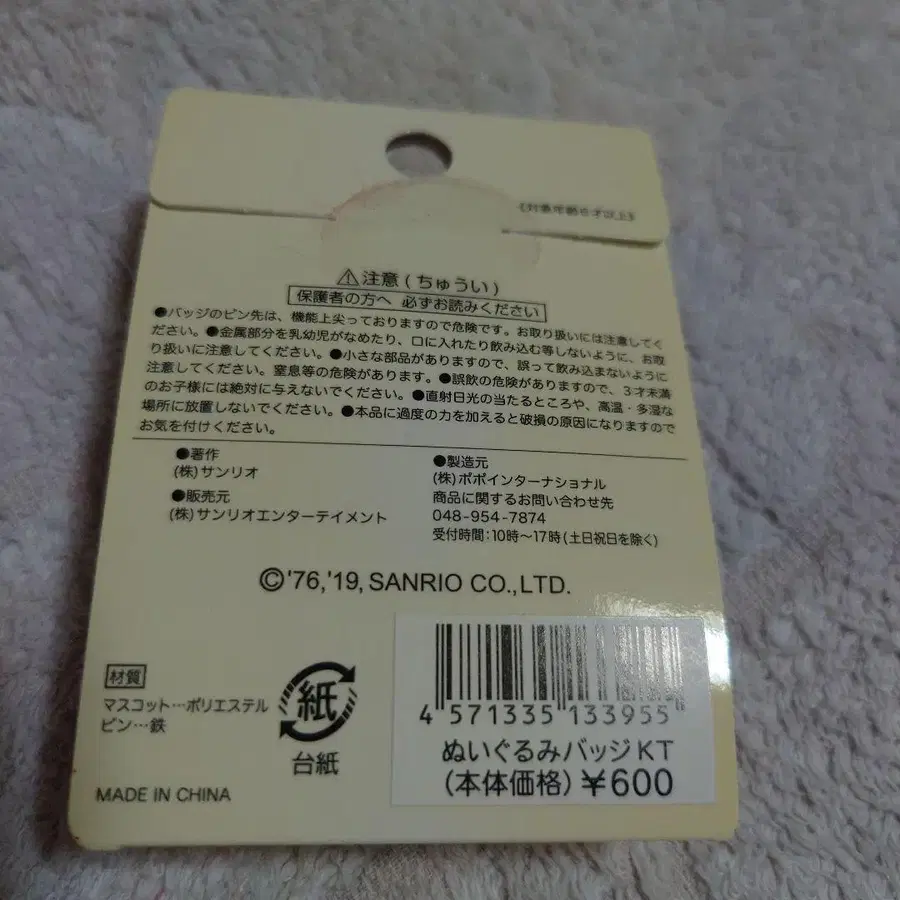 《対象年齢6才以上》
⚠注意(ちゅうい)
保護者の方へ 必ずお読みください
●バッジのピン先は、機能上尖っておりますので危険です。お取り扱いには注意してく
ださい。●金属部分を乳幼児がなめたり、口に入れたり飲み込む等しないように、お取
り扱いに注意してください。●小さな部品がありますので、誤って飲み込まないように
注意してください。窒息等の危険があります。●誤飲の危険がありますので、3才未満
のお子様には絶対に与えないでください。●直射日光の当たるところや、高温・多湿な
場所に放置しないでください。●本品に過度の力を加えると破損の原因になりますので
お気を付けください。
●著作
(株)サンリオ
●販売元
(株)サンリオエンターテイメント
●製造元
(株)ポポインターナショナル
商品に関するお問い合わせ先
048-954-7874
受付時間:10時〜17時(土日祝日を除く)
©'76,'19, SANRIO CO.,LTD.
材質
マスコット…ポリエステル
ピン…鉄
紙
台紙
MADE IN CHINA
4 571335 133955
ぬいぐるみバッジKT
(本体価格)¥600